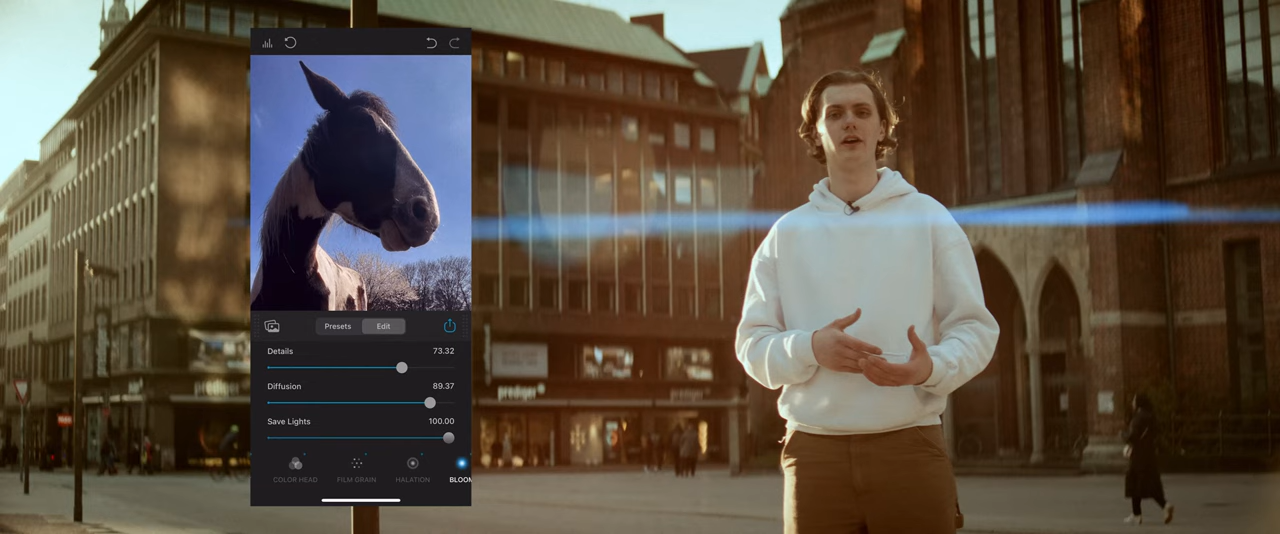 Presets Edit
Details 73.32
Diffusion 89.37
Save Lights 100.00
COLOR HEAD FILM GRAIN HALATION BLOOM